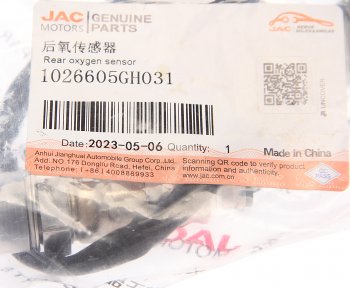 JAC
MOTORS
GENUINE
PARTS
JAC
后氧传感器
Rear oxygen sensor
1026605GH031
UNCOVER
Date:2023-05-06 Quantity: 1
Made in China
Anhui Jianghuai Automobile Group Corp.,Ltd.
Add. NO.176 Dongliu Road, Hefei, China
Telephone: (+86)4008889933
Scanning QR code to verify product
information and authenticity.
www.jac.com.cn